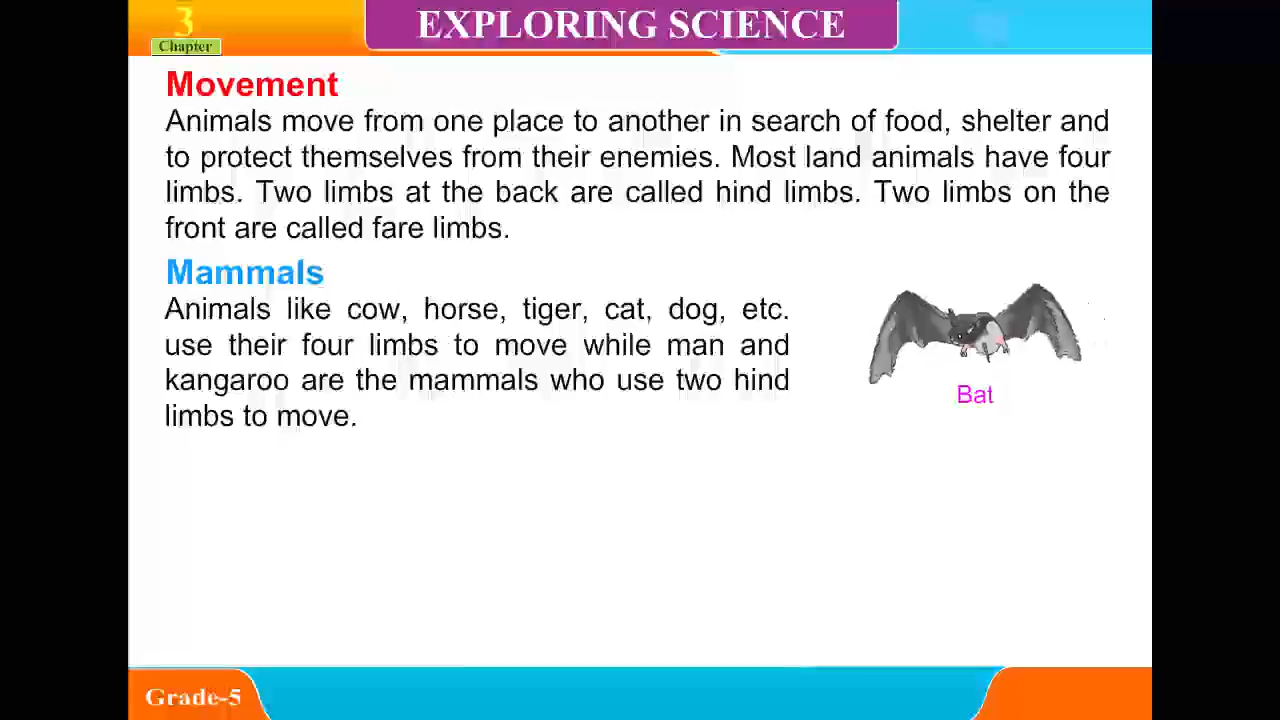 3
Chapter
EXPLORING SCIENCE
Movement
Animals move from one place to another in search of food, shelter and
to protect themselves from their enemies. Most land animals have four
limbs. Two limbs at the back are called hind limbs. Two limbs on the
front are called fare limbs.
Mammals
Animals like cow, horse, tiger, cat, dog, etc.
use their four limbs to move while man and
kangaroo are the mammals who use two hind
limbs to move.
Bat
Grade-5